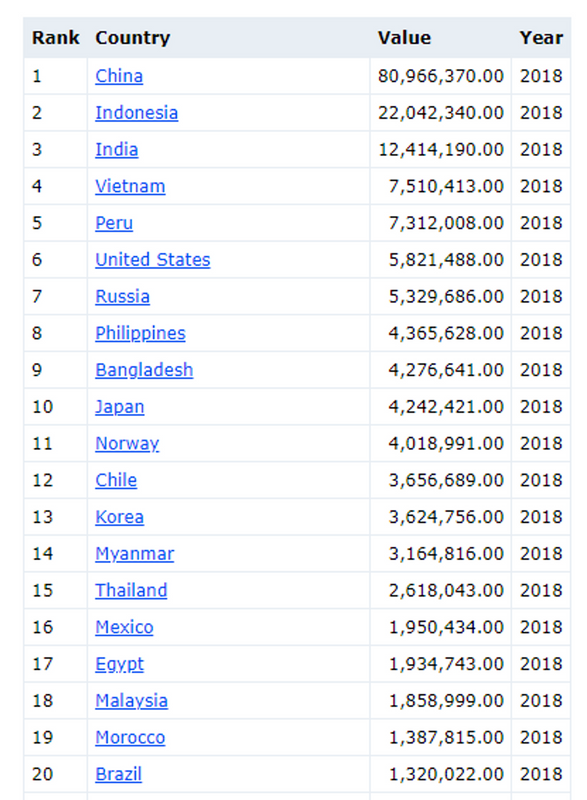 Rank Country Value Year
1 China 80,966,370.00 2018
2 Indonesia 22,042,340.00 2018
3 India 12,414,190.00 2018
4 Vietnam 7,510,413.00 2018
5 Peru 7,312,008.00 2018
6 United States 5,821,488.00 2018
7 Russia 5,329,686.00 2018
8 Philippines 4,365,628.00 2018
9 Bangladesh 4,276,641.00 2018
10 Japan 4,242,421.00 2018
11 Norway 4,018,991.00 2018
12 Chile 3,656,689.00 2018
13 Korea 3,624,756.00 2018
14 Myanmar 3,164,816.00 2018
15 Thailand 2,618,043.00 2018
16 Mexico 1,950,434.00 2018
17 Egypt 1,934,743.00 2018
18 Malaysia 1,858,999.00 2018
19 Morocco 1,387,815.00 2018
20 Brazil 1,320,022.00 2018